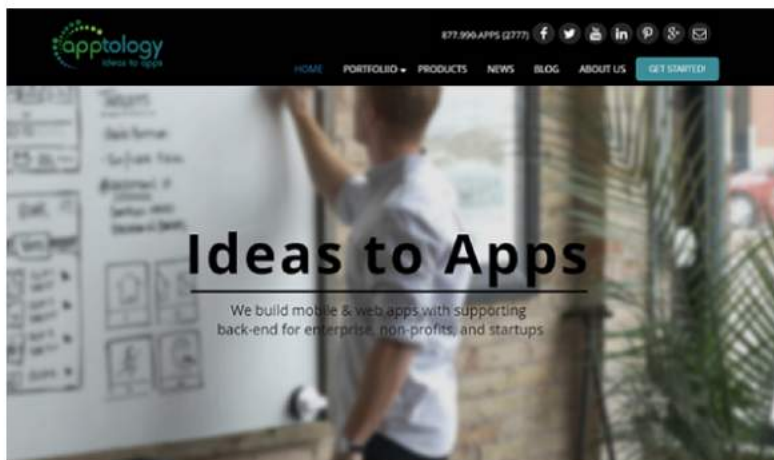 apptology
ideas to apps
877.990.APPS (2777)
HOME PORTFOLIO PRODUCTS NEWS BLOG ABOUT US GET STARTED!
Ideas to Apps
We build mobile & web apps with supporting
back-end for enterprise, non-profits, and startups